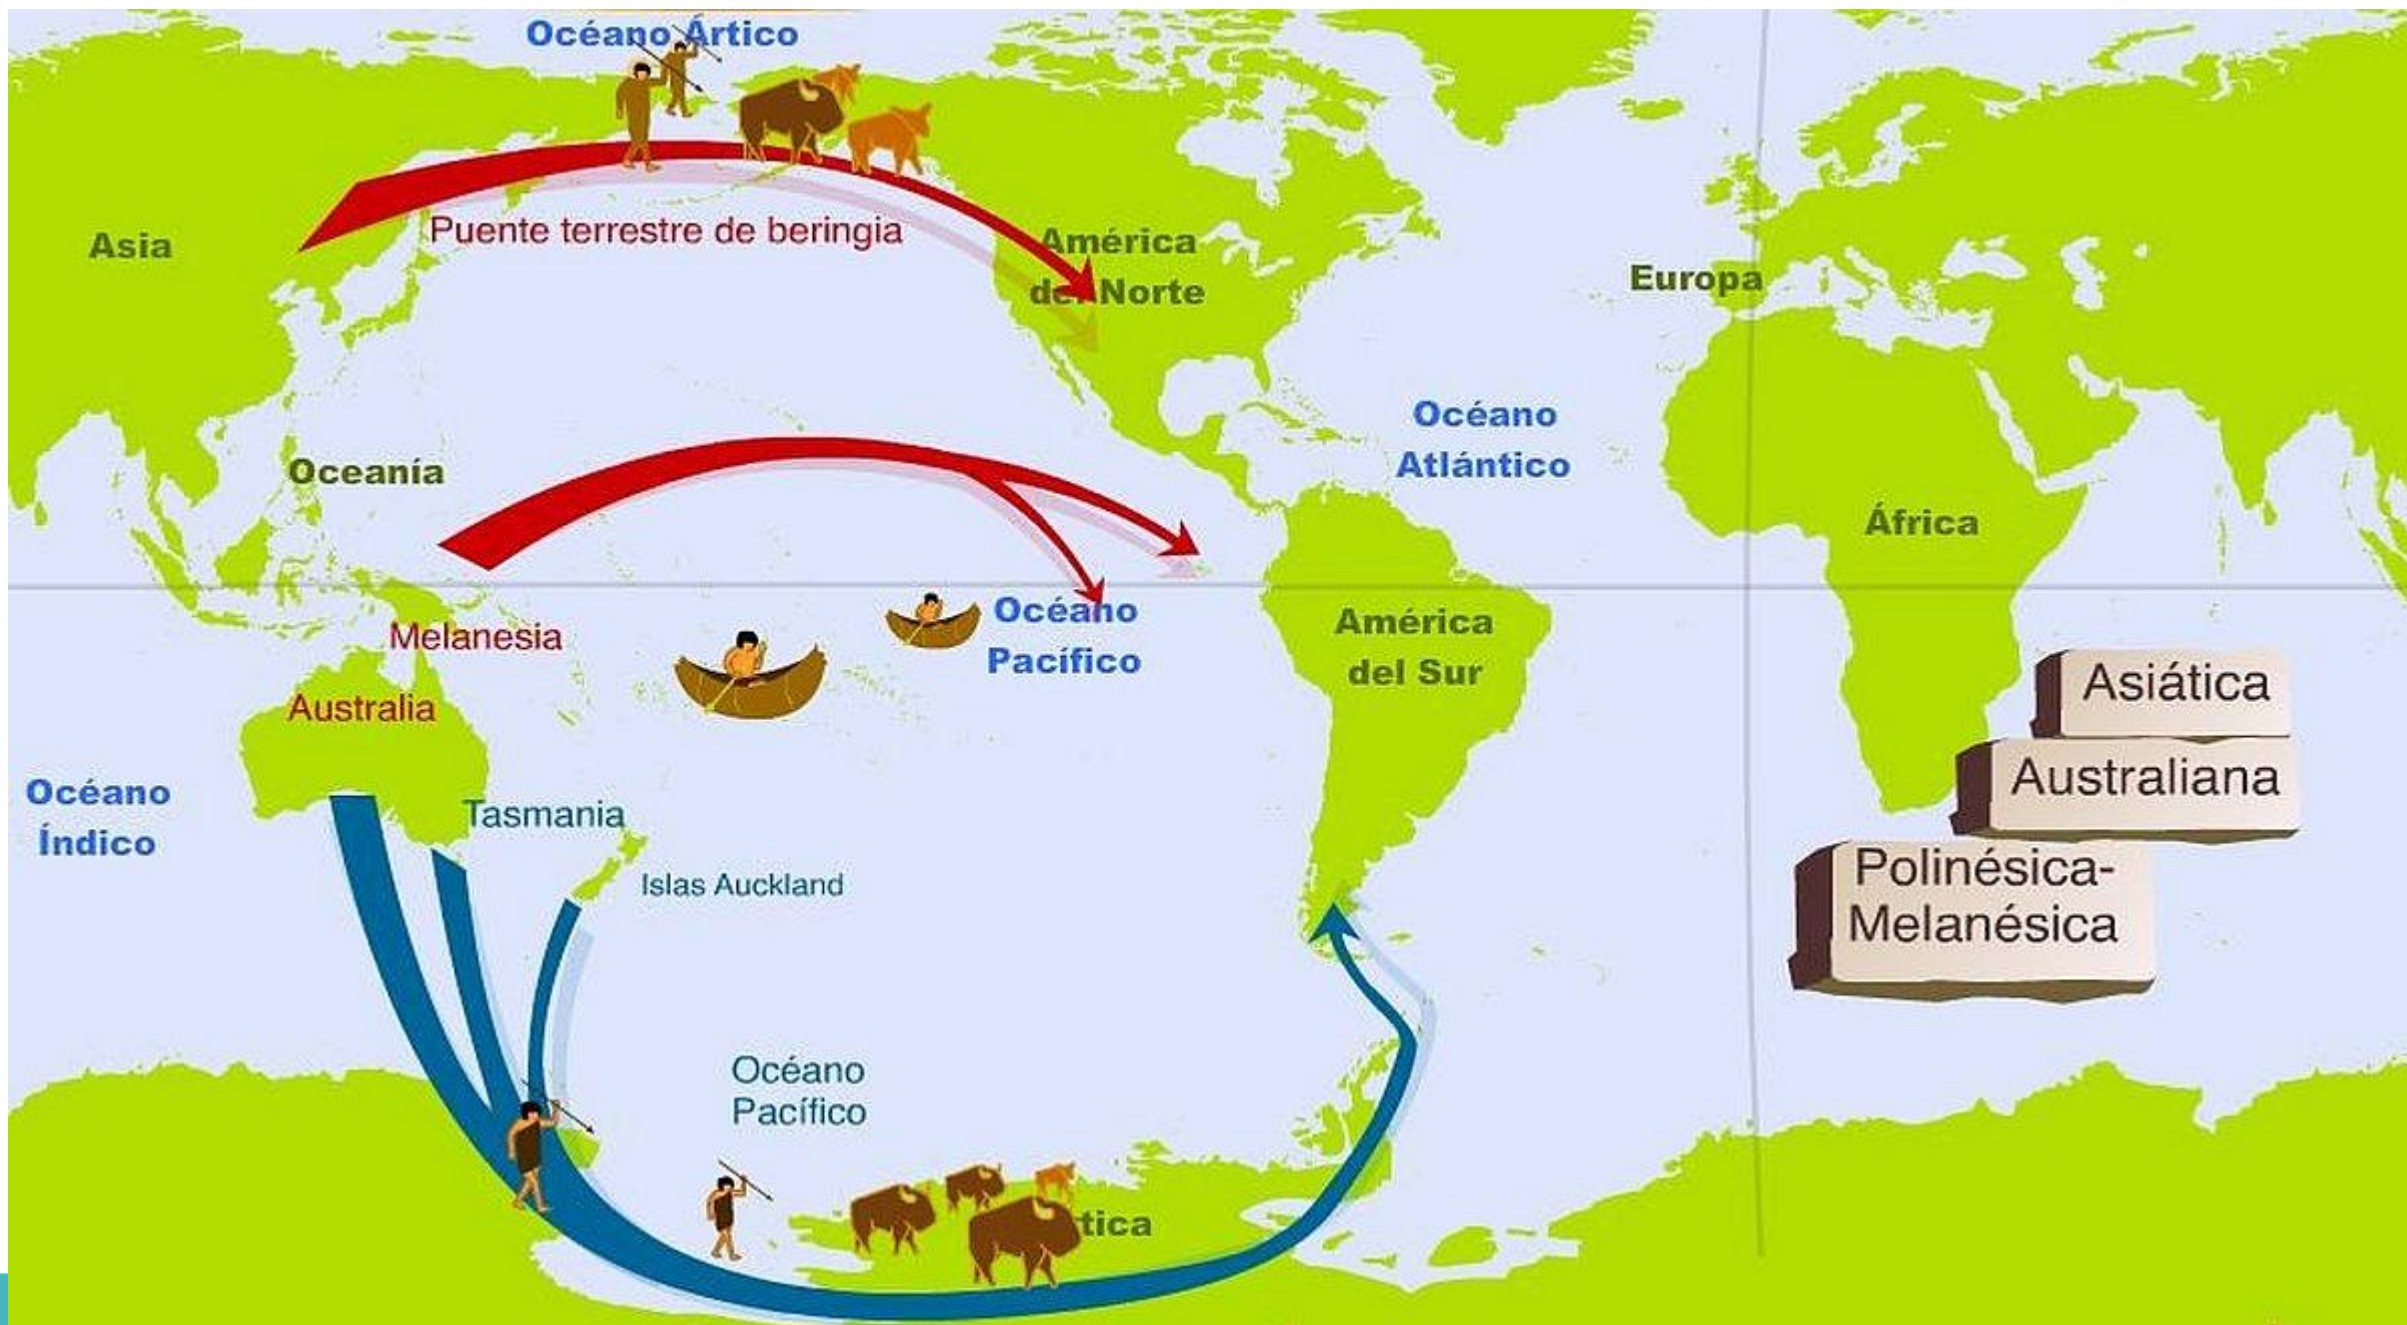 Océano Ártico
Puente terrestre de beringia
Asia
América
del Norte
Europa
Océano
Atlántico
Oceanía
África
Océano
Pacífico
América
del Sur
Melanesia
Australia
Asiática
Australiana
Polinésica-
Melanésica
Océano
Índico
Tasmania
Islas Auckland
Océano
Pacífico
tica